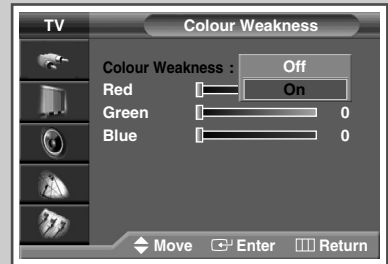 TV Colour Weakness
Colour Weakness : Off
Red On
Green 0
Blue 0
Move Enter Return